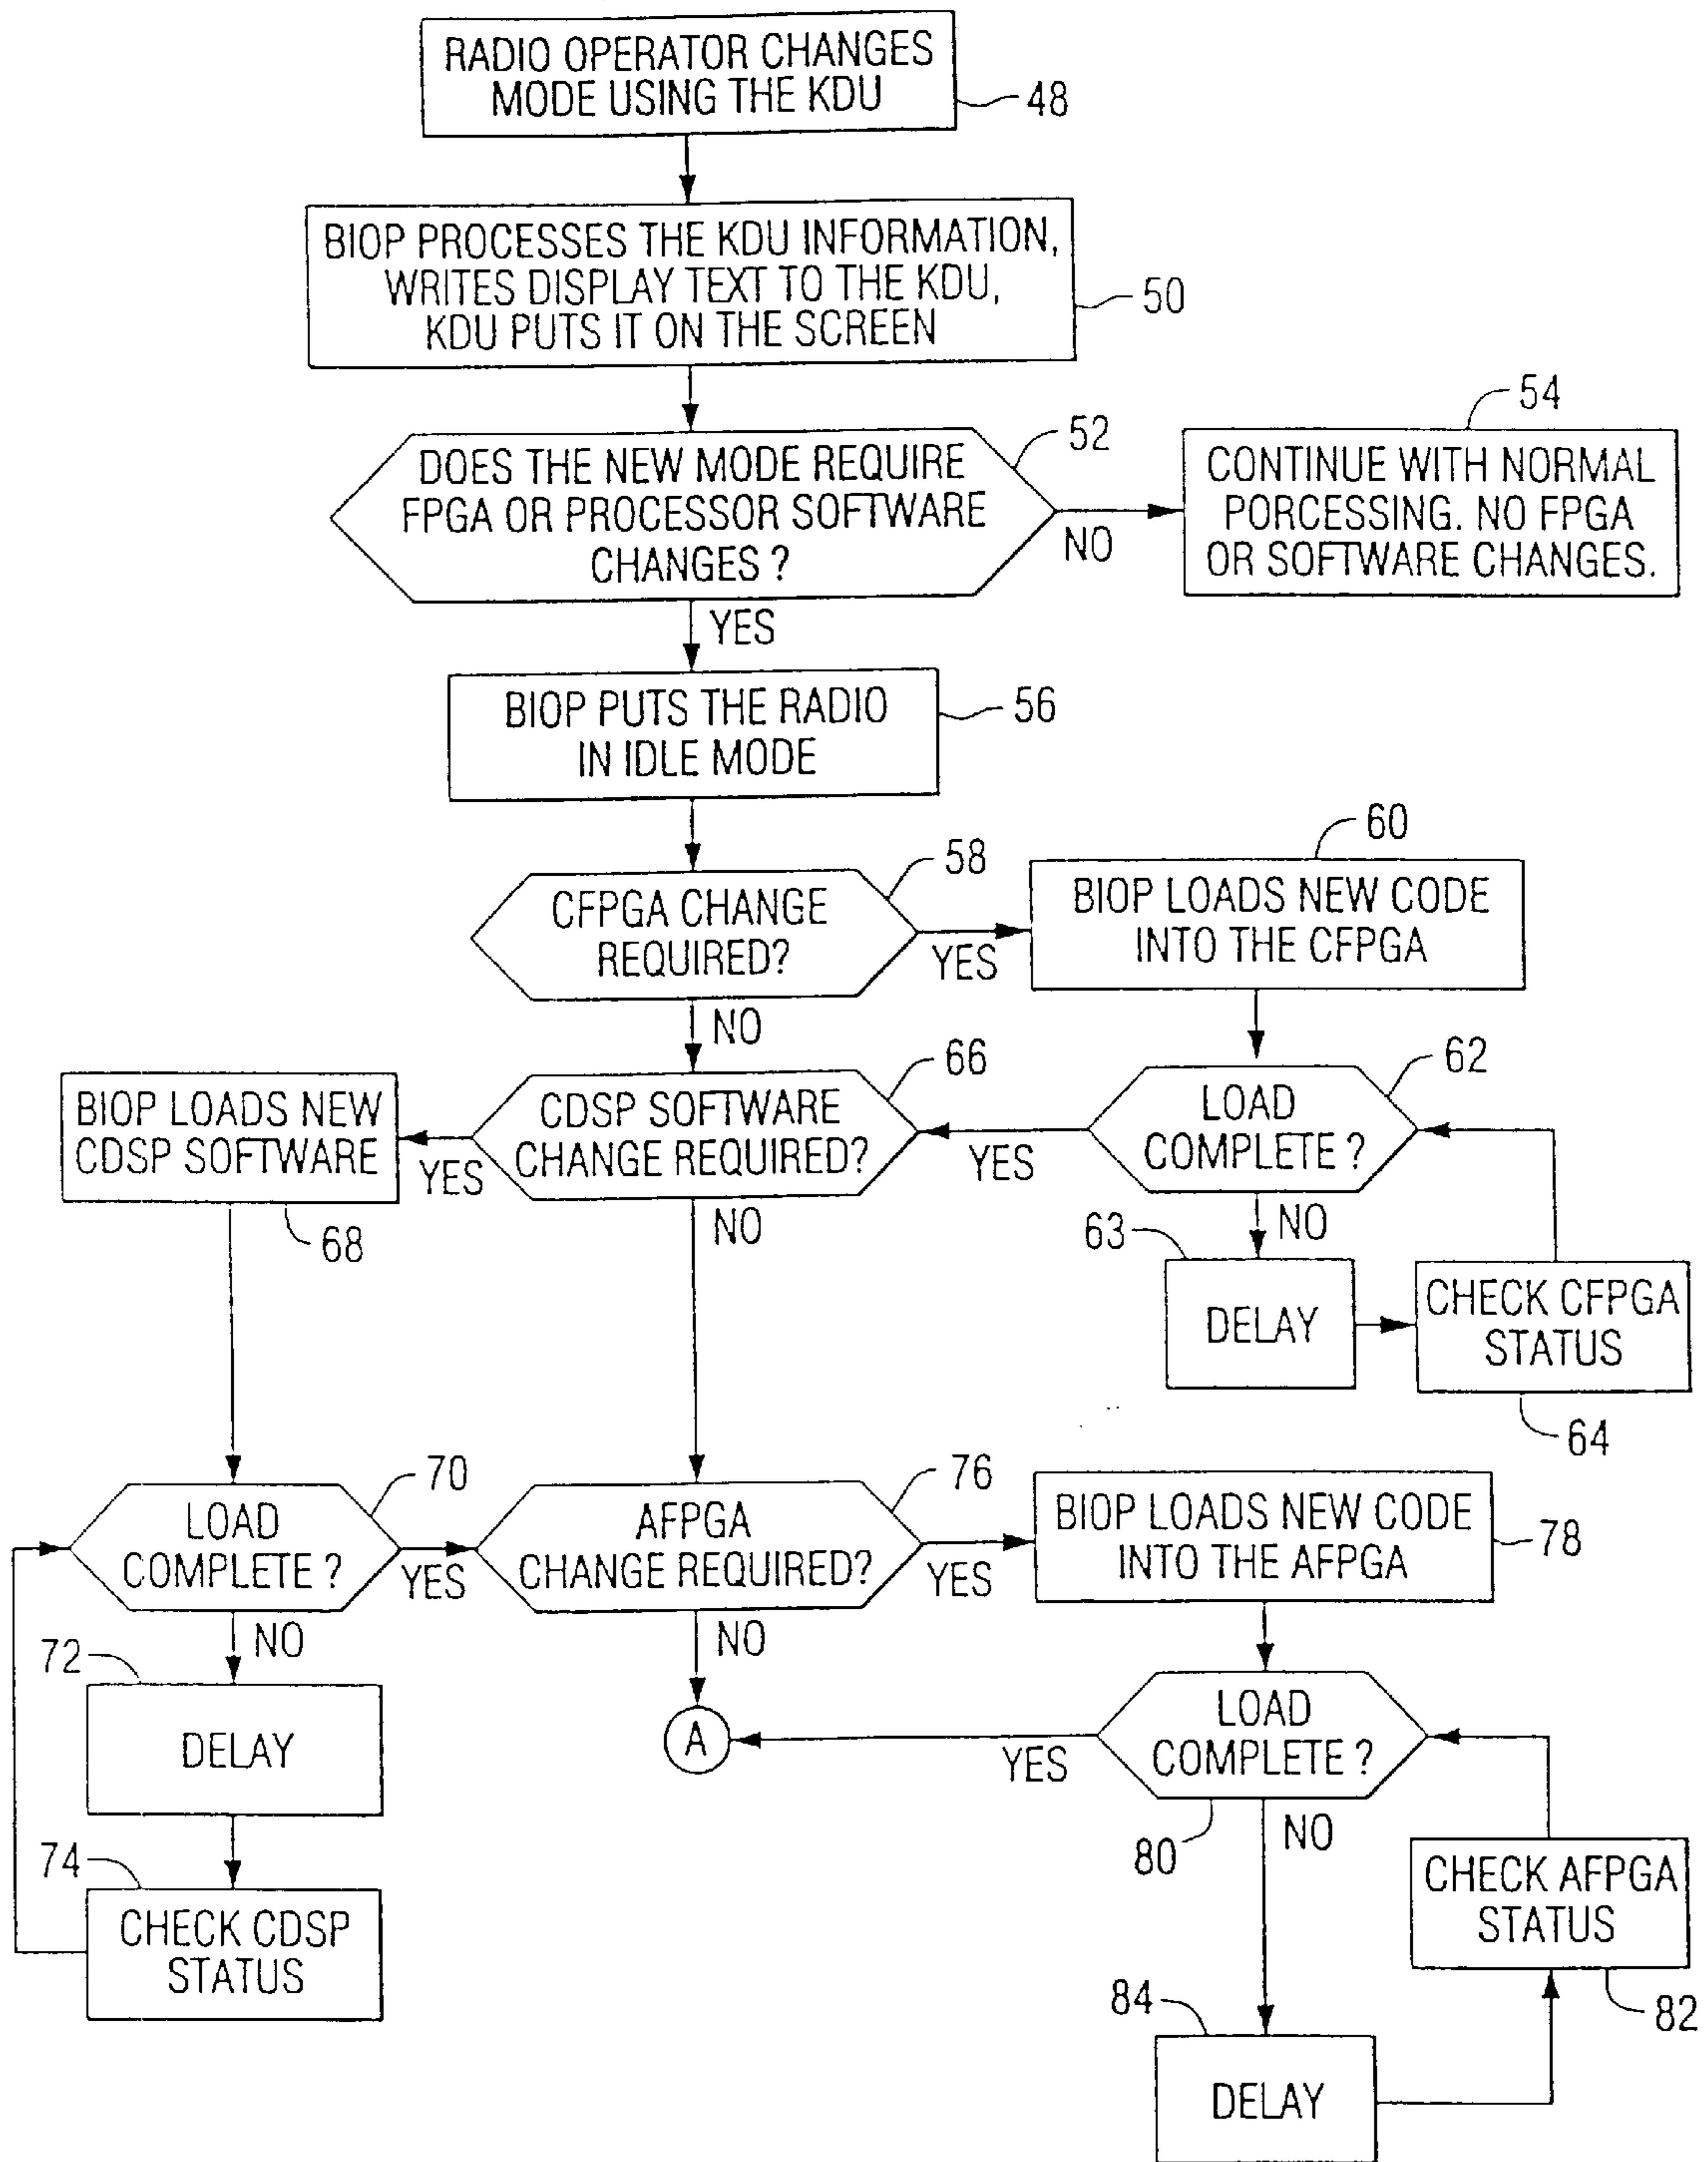 RADIO OPERATOR CHANGES
MODE USING THE KDU
48
BIOP PROCESSES THE KDU INFORMATION,
WRITES DISPLAY TEXT TO THE KDU,
KDU PUTS IT ON THE SCREEN
50
DOES THE NEW MODE REQUIRE
FPGA OR PROCESSOR SOFTWARE
CHANGES ?
52
NO
54
CONTINUE WITH NORMAL
PORCESSING. NO FPGA
OR SOFTWARE CHANGES.
YES
BIOP PUTS THE RADIO
IN IDLE MODE
56
CFPGA CHANGE
REQUIRED?
58
YES
60
BIOP LOADS NEW CODE
INTO THE CFPGA
NO
CDSP SOFTWARE
CHANGE REQUIRED?
66
YES
LOAD
COMPLETE ?
62
YES
BIOP LOADS NEW
CDSP SOFTWARE
68
NO
NO
63
DELAY
CHECK CFPGA
STATUS
64
LOAD
COMPLETE ?
70
YES
AFPGA
CHANGE REQUIRED?
76
YES
BIOP LOADS NEW CODE
INTO THE AFPGA
78
NO
72
DELAY
NO
A
YES
LOAD
COMPLETE ?
80
NO
74
CHECK CDSP
STATUS
CHECK AFPGA
STATUS
82
84
DELAY